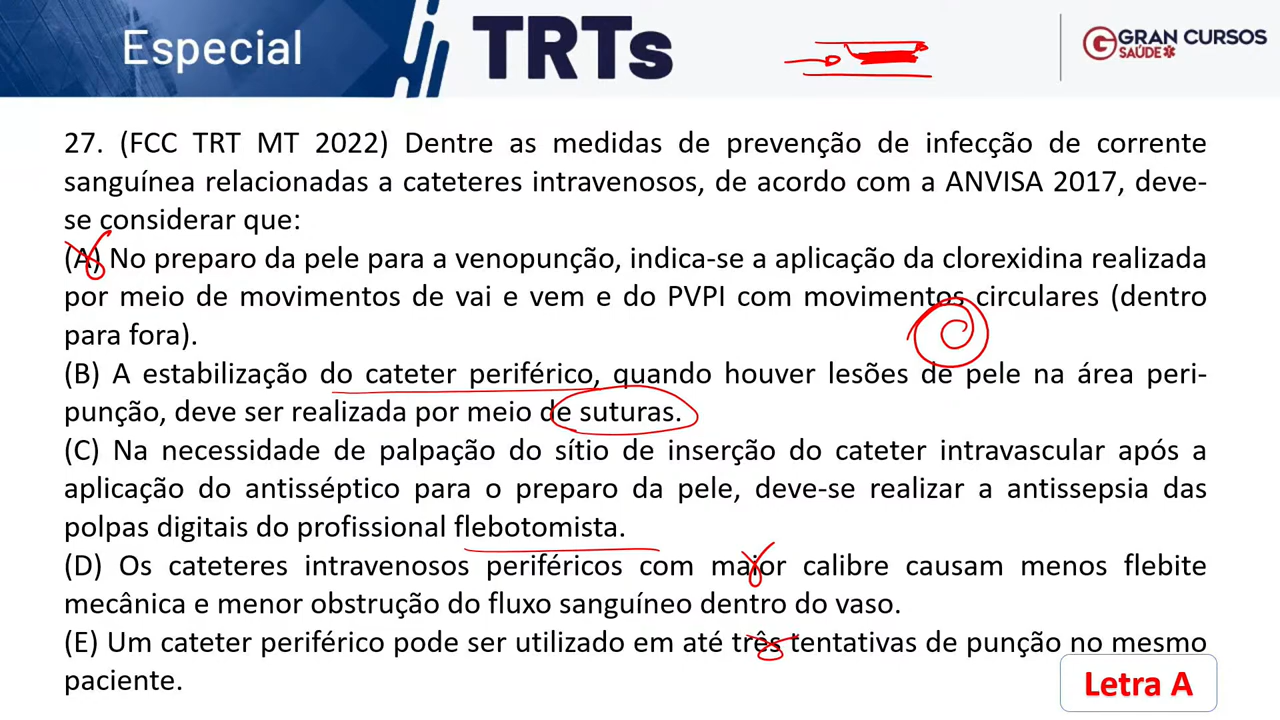 Especial
TRTs
GRAN CURSOS
SAÚDE
27. (FCC TRT MT 2022) Dentre as medidas de prevenção de infecção de corrente
sanguínea relacionadas a cateteres intravenosos, de acordo com a ANVISA 2017, deve-
se considerar que:
(A) No preparo da pele para a venopunção, indica-se a aplicação da clorexidina realizada
por meio de movimentos de vai e vem e do PVPI com movimentos circulares (dentro
para fora).
(B) A estabilização do cateter periférico, quando houver lesões de pele na área peri-
punção, deve ser realizada por meio de suturas.
(C) Na necessidade de palpação do sítio de inserção do cateter intravascular após a
aplicação do antisséptico para o preparo da pele, deve-se realizar a antissepsia das
polpas digitais do profissional flebotomista.
(D) Os cateteres intravenosos periféricos com maior calibre causam menos flebite
mecânica e menor obstrução do fluxo sanguíneo dentro do vaso.
(E) Um cateter periférico pode ser utilizado em até três tentativas de punção no mesmo
paciente.
Letra A